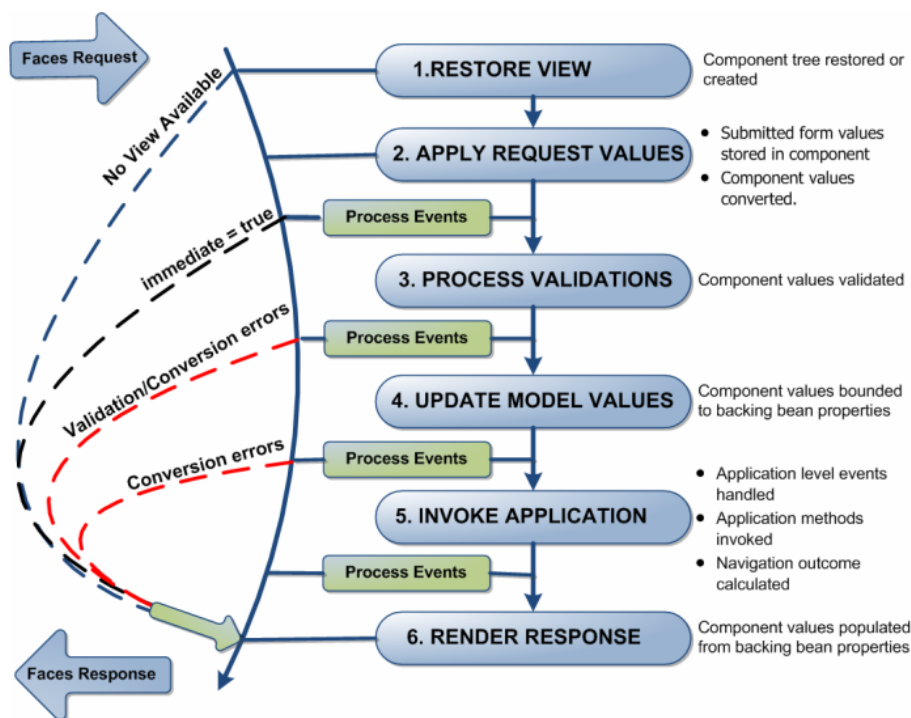 Faces Request
1.RESTORE VIEW
Component tree restored or
created
No View Available
2. APPLY REQUEST VALUES
• Submitted form values
stored in component
• Component values
converted.
immediate = true
Process Events
3. PROCESS VALIDATIONS
Component values validated
Validation/Conversion errors
Process Events
4. UPDATE MODEL VALUES
Component values bounded
to backing bean properties
Conversion errors
Process Events
5. INVOKE APPLICATION
• Application level events
handled
• Application methods
invoked
• Navigation outcome
calculated
Process Events
6. RENDER RESPONSE
Component values populated
from backing bean properties
Faces Response